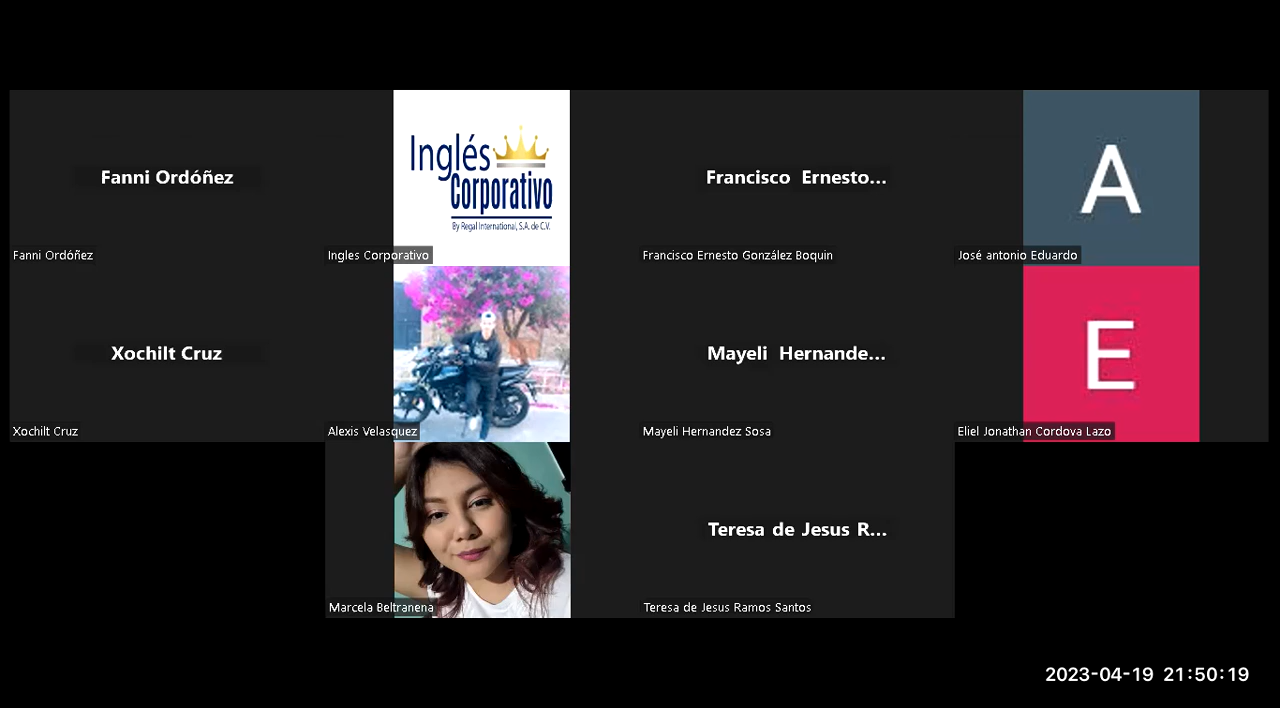 Fanni Ordóñez
Fanni Ordóñez
Inglés
Corporativo
By Regal International, S.A. de C.V.
Ingles Corporativo
Francisco Ernesto...
Francisco Ernesto González Boquin
A
José antonio Eduardo
Xochilt Cruz
Xochilt Cruz
Alexis Velasquez
Mayeli Hernande...
Mayeli Hernandez Sosa
E
Eliel Jonathan Cordova Lazo
Marcela Beltranena
Teresa de Jesus R...
Teresa de Jesus Ramos Santos
2023-04-19 21:50:19